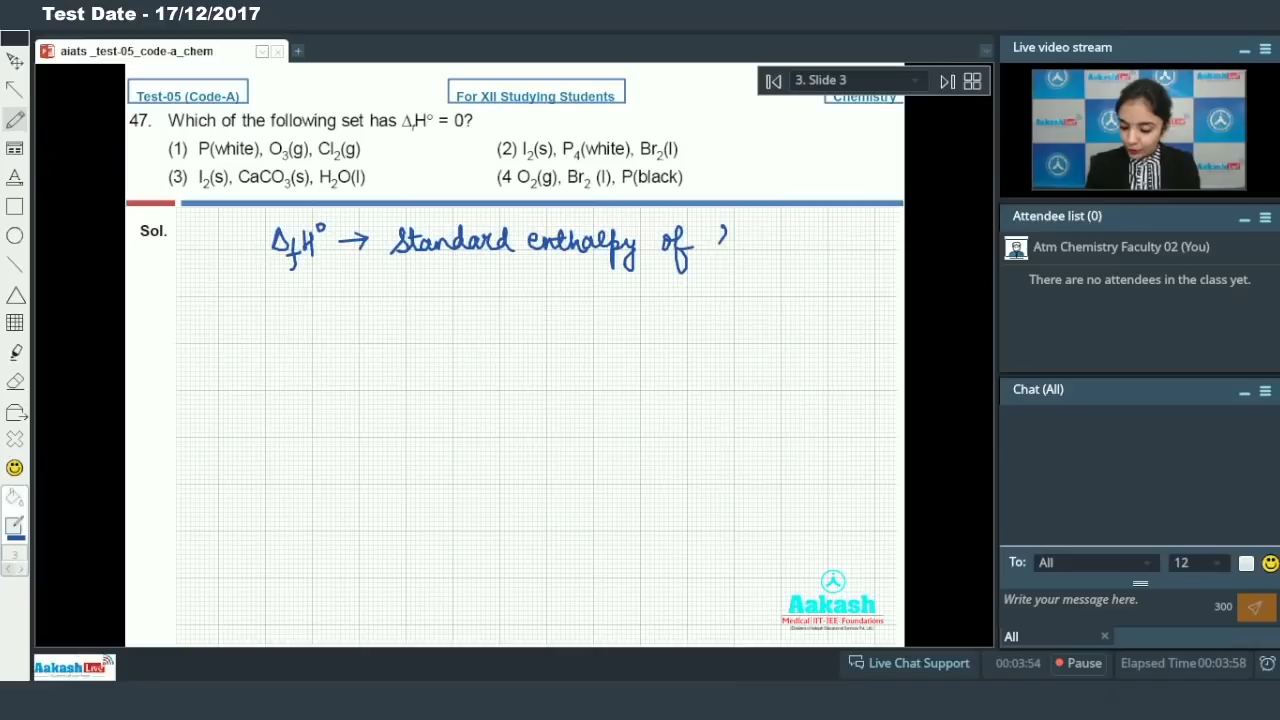 Test Date - 17/12/2017
aiats _test-05_code-a_chem
Live video stream
3. Slide 3
Test-05 (Code-A)
For XII Studying Students
Chemistry
47. Which of the following set has ΔrH° = 0?
(1) P(white), O3(g), Cl2(g)
(2) I2(s), P4(white), Br2(l)
(3) I2(s), CaCO3(s), H2O(l)
(4 O2(g), Br2 (l), P(black)
Sol.
ΔfH° → Standard enthalpy of
Attendee list (0)
Atm Chemistry Faculty 02 (You)
There are no attendees in the class yet.
Chat (All)
To: All 12
Write your message here. 300
All
Aakash
Medical|IIT-JEE|Foundations
AakashLive
3
Live Chat Support
00:03:54
Pause
Elapsed Time 00:03:58